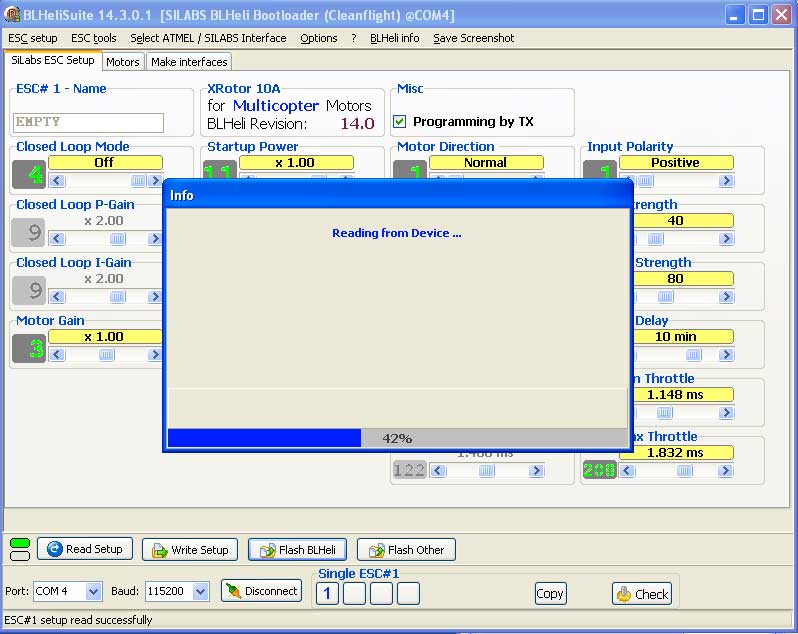 BLHeliSuite 14.3.0.1 [SILABS BLHeli Bootloader (Cleanflight) @COM4]
ESC setup ESC tools Select ATMEL / SILABS Interface Options ? BLHeli info Save Screenshot
SiLabs ESC Setup Motors Make interfaces
ESC# 1 - Name XRotor 10A Misc
for Multicopter Motors
EMPTY BLHeli Revision: 14.0 Programming by TX
Closed Loop Mode Startup Power Motor Direction Input Polarity
Off x 1.00 Normal Positive
4 11 1 1
Info
Closed Loop P-Gain trength
x 2.00 40
9
Reading from Device ...
Closed Loop I-Gain Strength
x 2.00 80
9
Motor Gain Delay
x 1.00 10 min
3
n Throttle
1.148 ms
42% x Throttle
1.488 ms 1.832 ms
122 208
Read Setup Write Setup Flash BLHeli Flash Other
Single ESC#1
Port: COM 4 Baud: 115200 Disconnect 1 Copy Check
ESC#1 setup read successfully